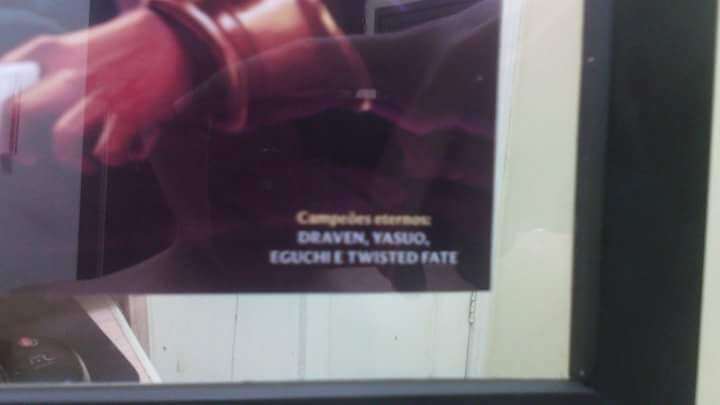 Campeões eternos:
DRAVEN, YASUO,
EGUCHI E TWISTED FATE